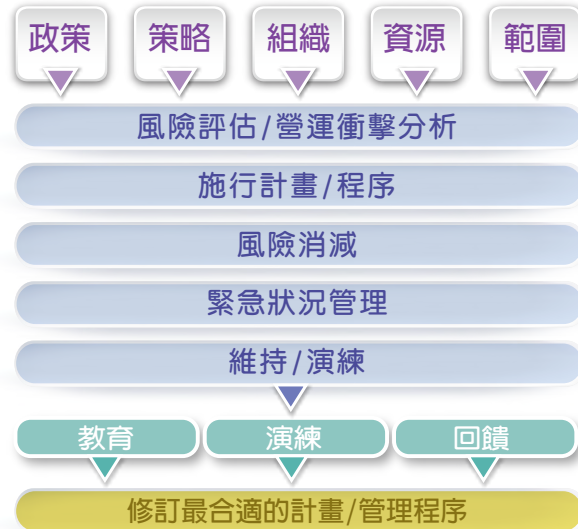 政策 策略 組織 資源 範圍
風險評估/營運衝擊分析
施行計畫/程序
風險消減
緊急狀況管理
維持/演練
教育 演練 回饋
修訂最合適的計畫/管理程序